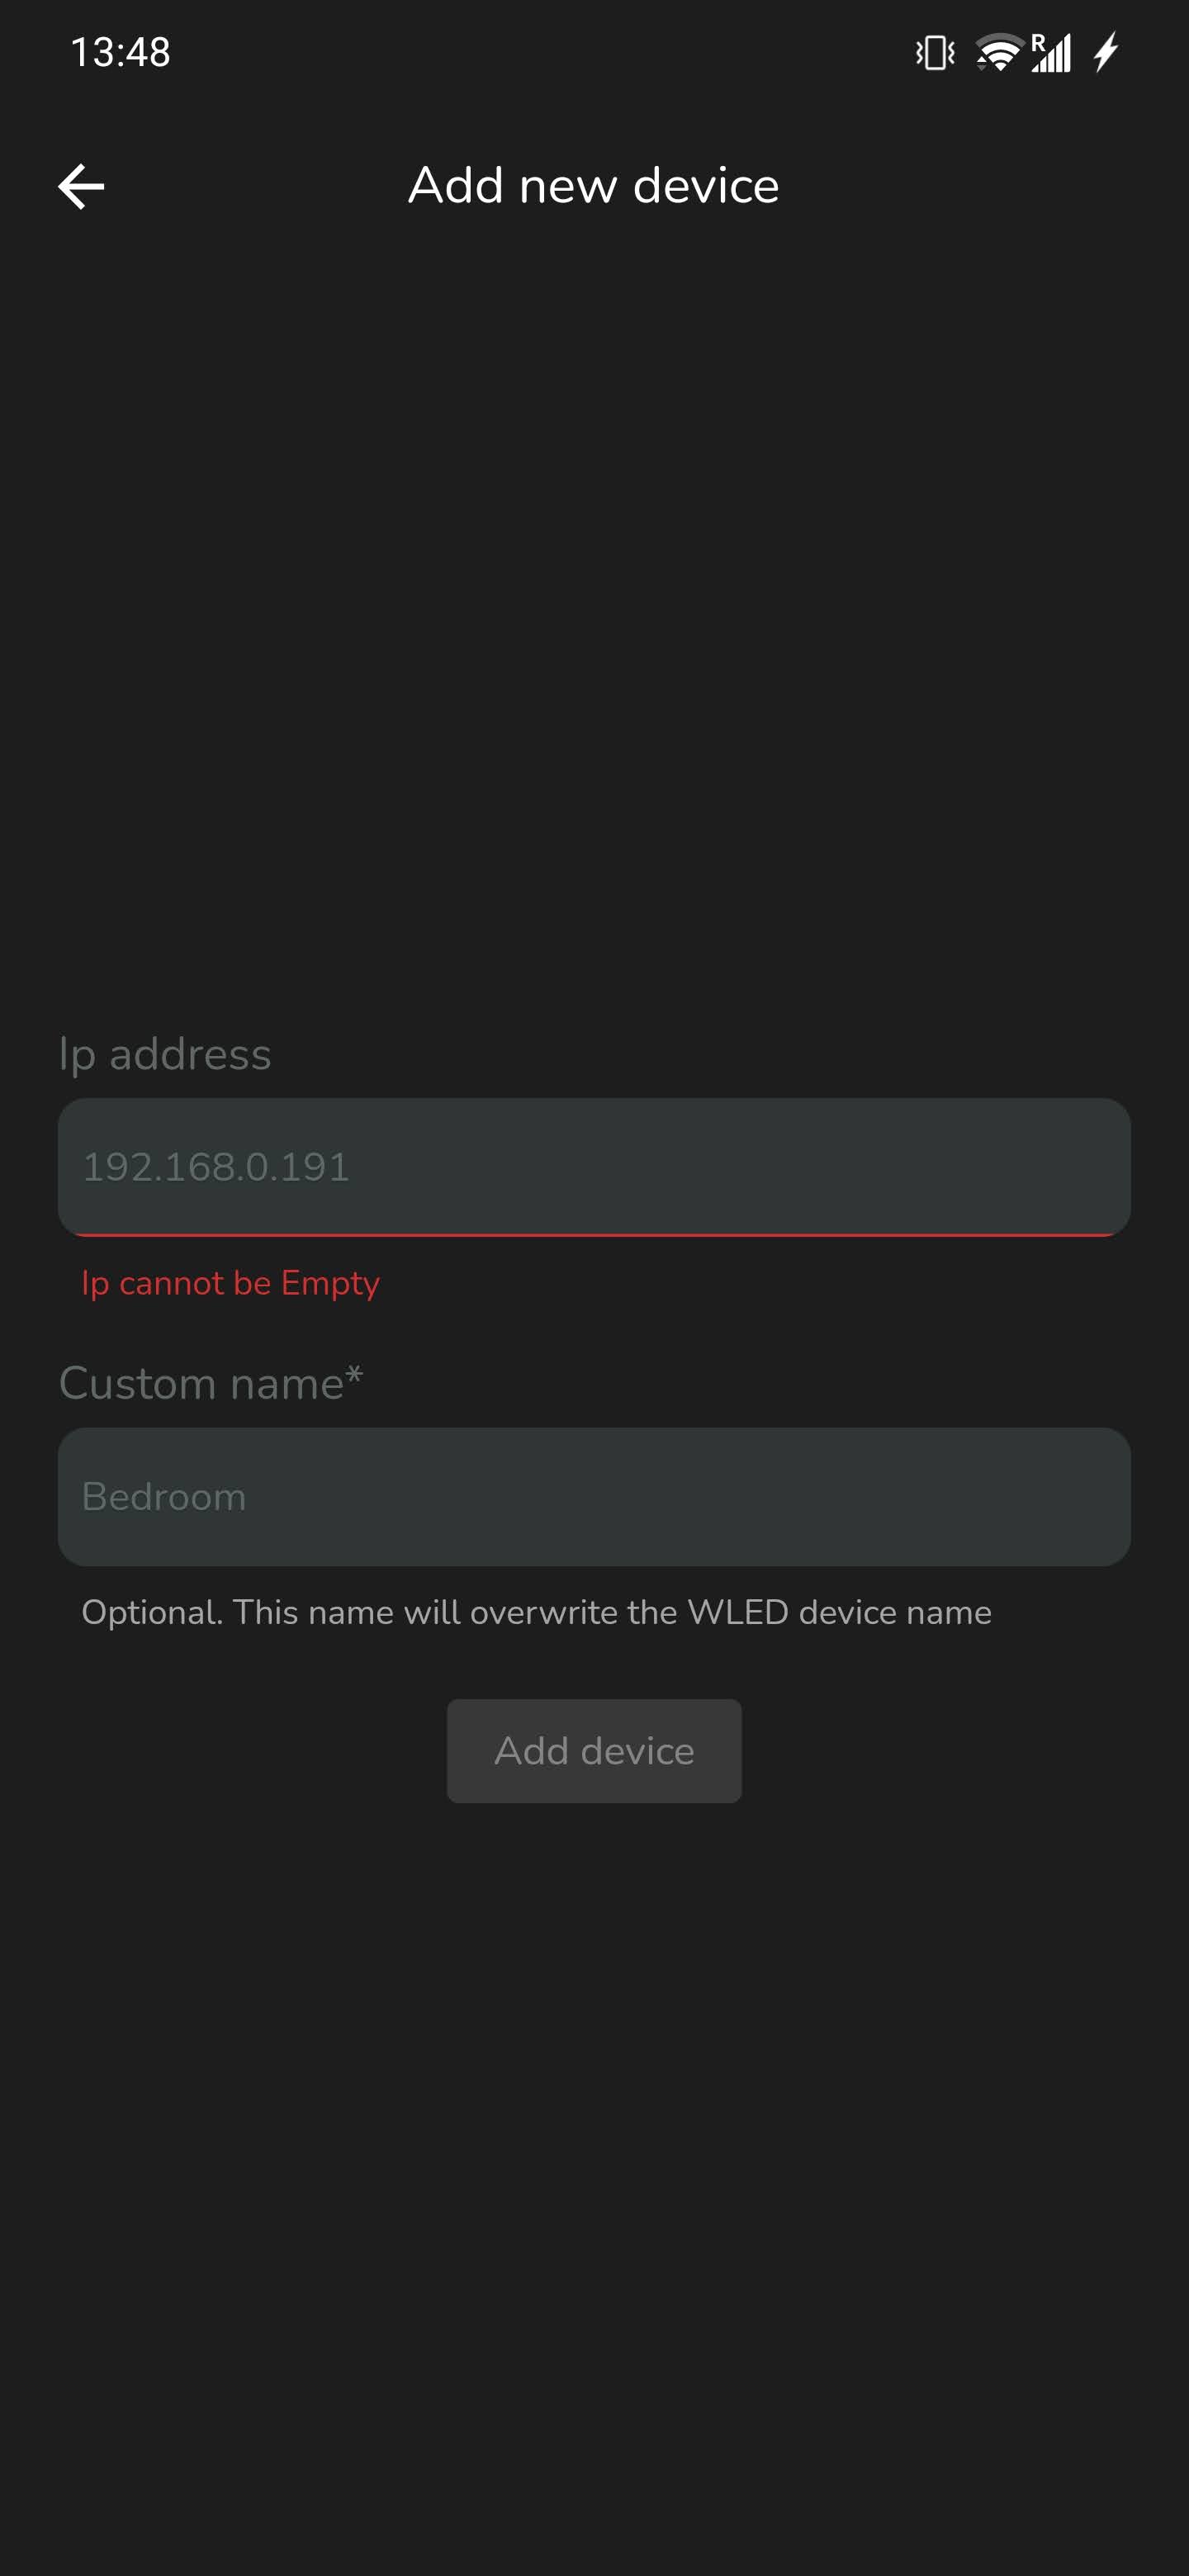 13:48
R
Add new device
Ip address
192.168.0.191
Ip cannot be Empty
Custom name*
Bedroom
Optional. This name will overwrite the WLED device name
Add device